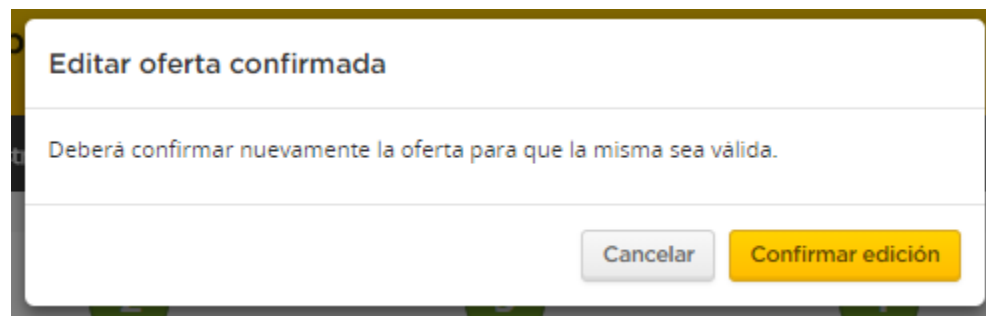 Editar oferta confirmada
Deberá confirmar nuevamente la oferta para que la misma sea válida.
Cancelar
Confirmar edición